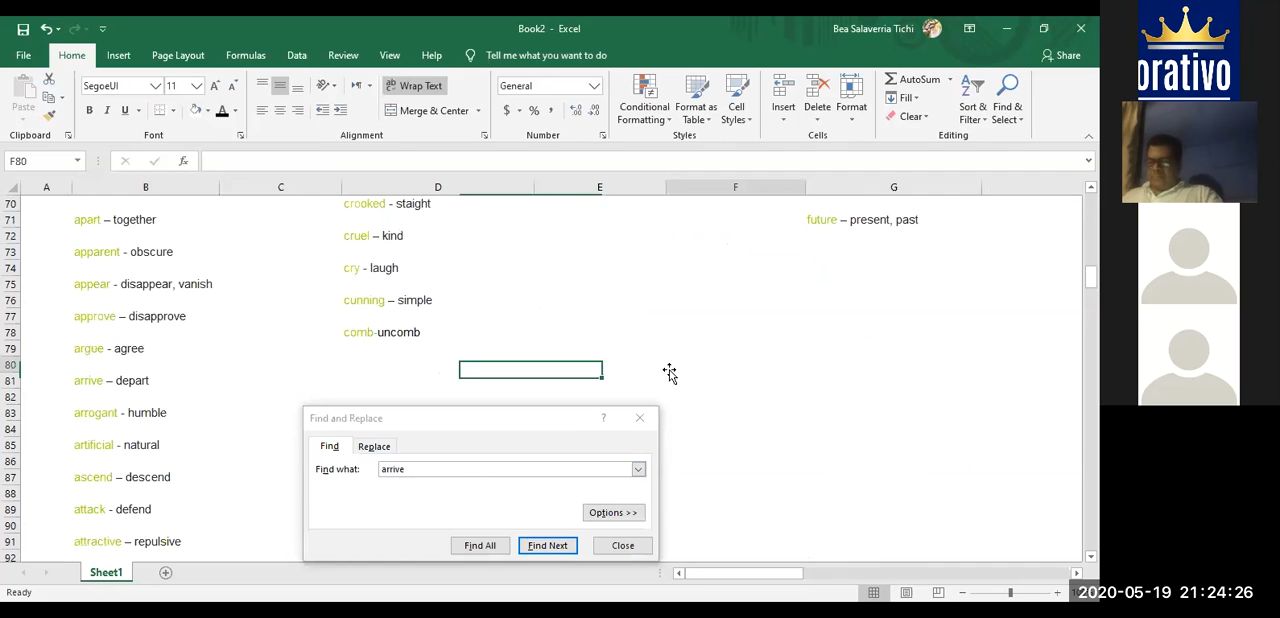 Book2 - Excel
Bea Salaverria Tichi
File Home Insert Page Layout Formulas Data Review View Help Tell me what you want to do Share
SegoeUI 11 Wrap Text General AutoSum
Paste Conditional Format as Cell Insert Delete Format Fill Sort & Find &
B I U Merge & Center $ % Formatting Table Styles Clear Filter Select
Clipboard Font Alignment Number Styles Cells Editing
F80 fx
A B C D E F G
70 crooked - staight
71 apart – together future – present, past
72 cruel – kind
73 apparent - obscure
74 cry - laugh
75 appear - disappear, vanish
76 cunning – simple
77 approve – disapprove
78 comb-uncomb
79 argue - agree
80
81 arrive – depart
82
83 arrogant - humble
84
85 artificial - natural
86
87 ascend – descend
88
89 attack - defend
90
91 attractive – repulsive
92
Find and Replace ?
Find Replace
Find what: arrive
Options >>
Find All Find Next Close
Sheet1
Ready
orativo
2020-05-19 21:24:26